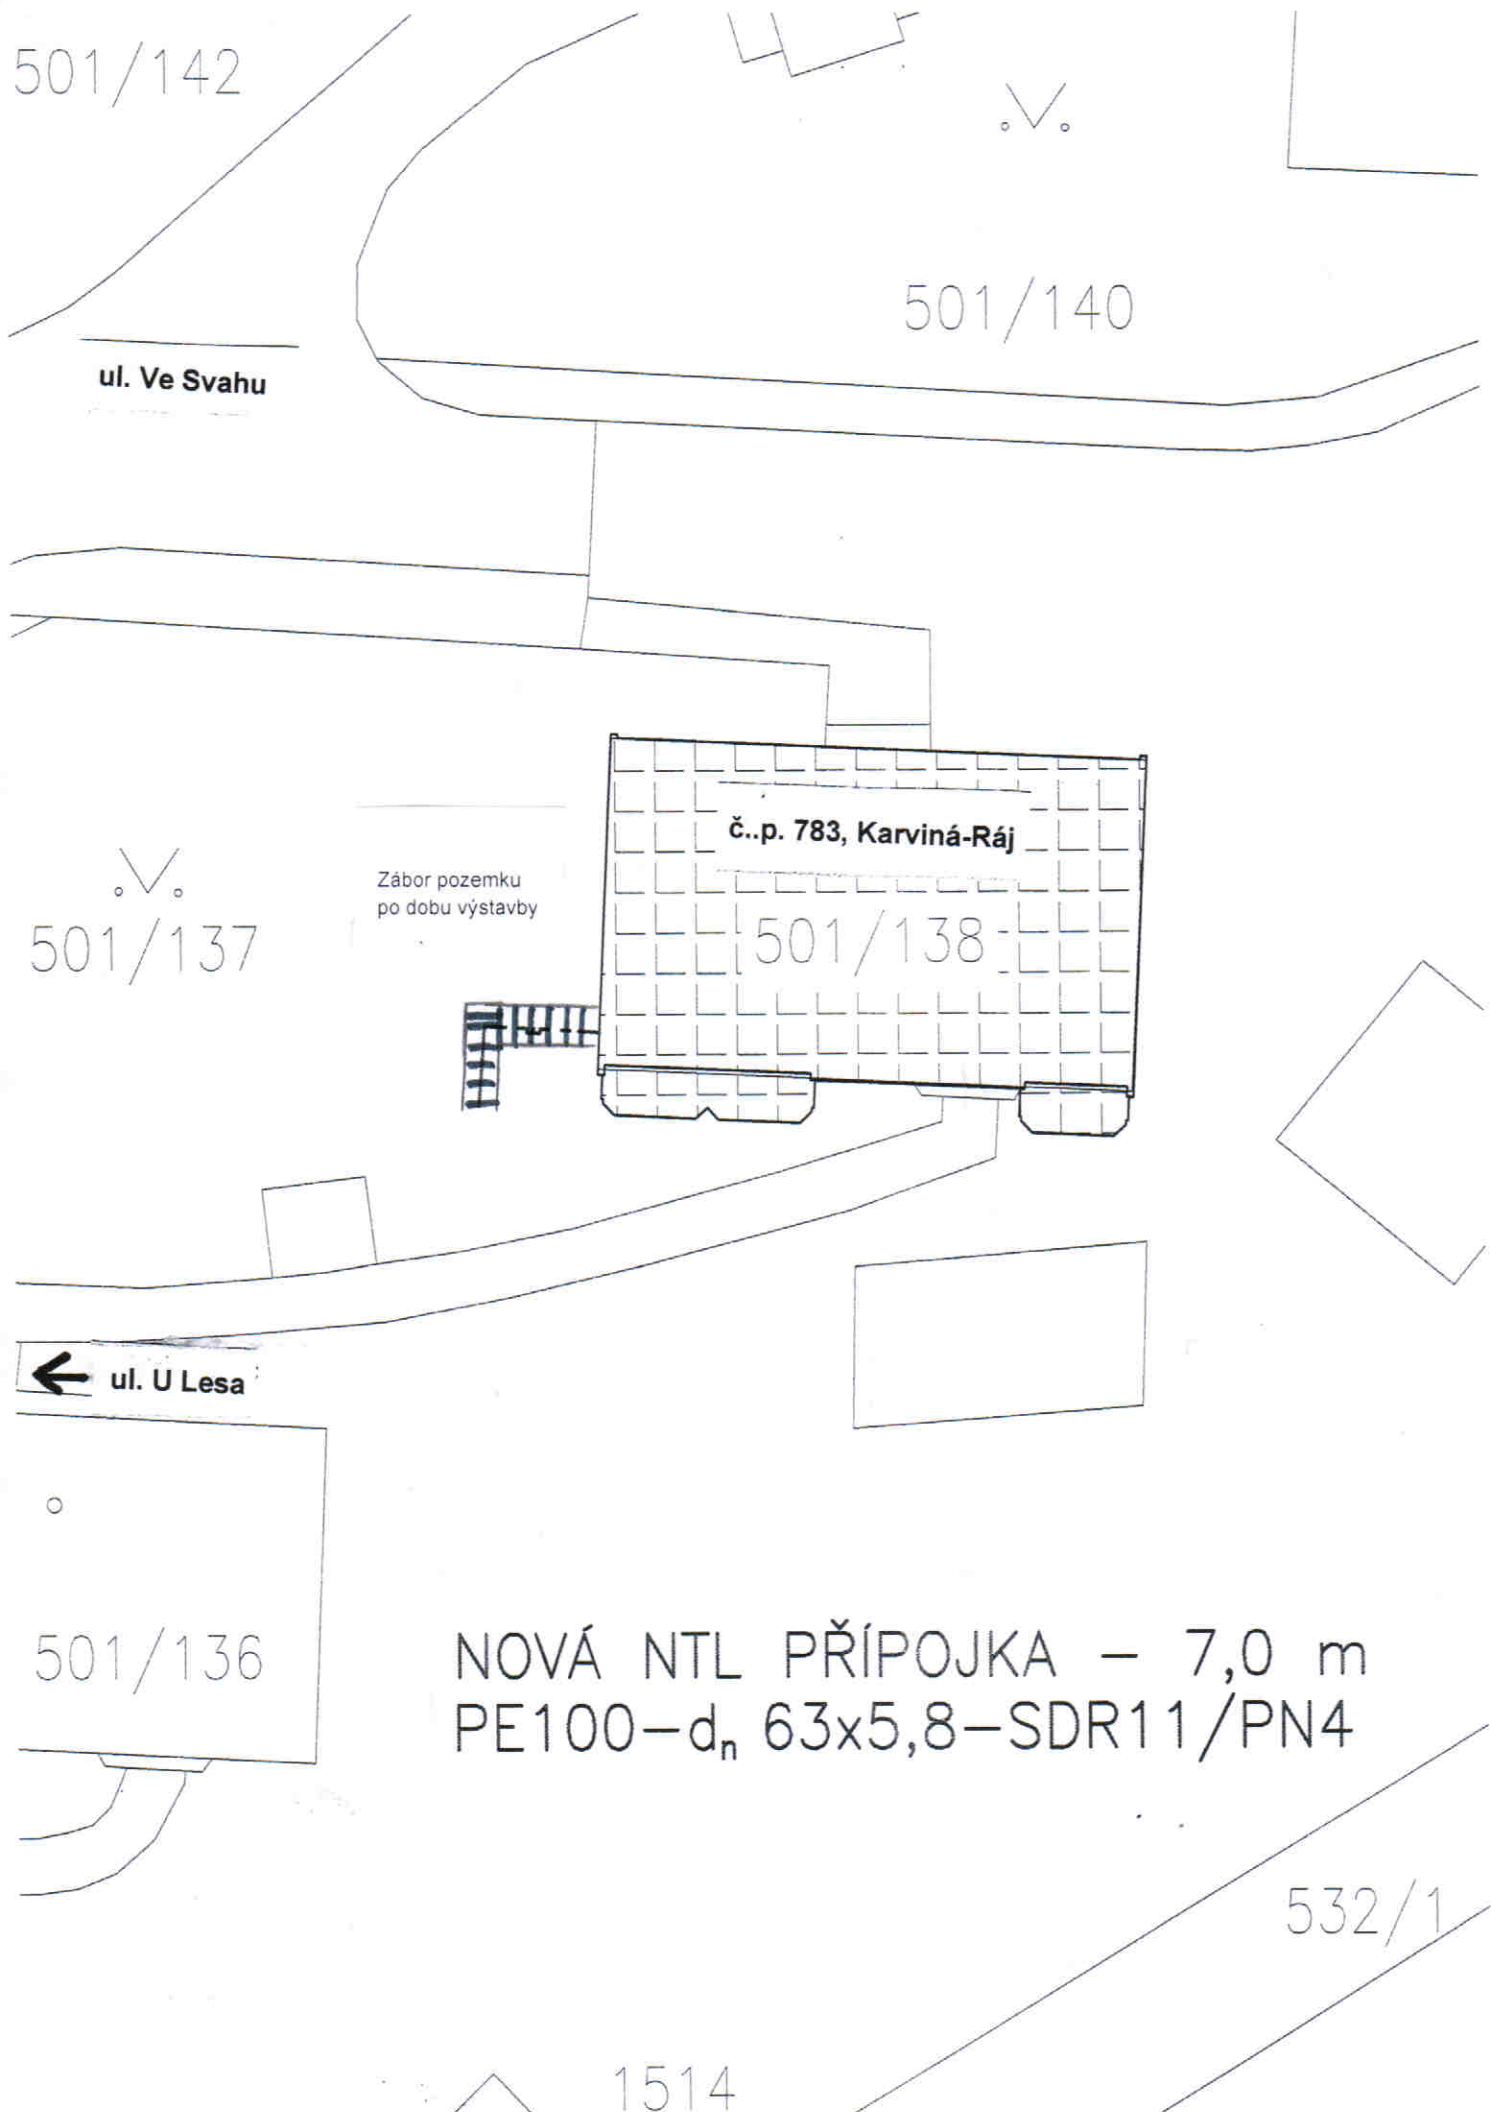 501/142
501/140
ul. Ve Svahu
č..p. 783, Karviná-Ráj
Zábor pozemku
po dobu výstavby
501/137
501/138
ul. U Lesa
501/136
NOVÁ NTL PŘÍPOJKA – 7,0 m
PE100–dₙ 63x5,8–SDR11/PN4
532/1
1514